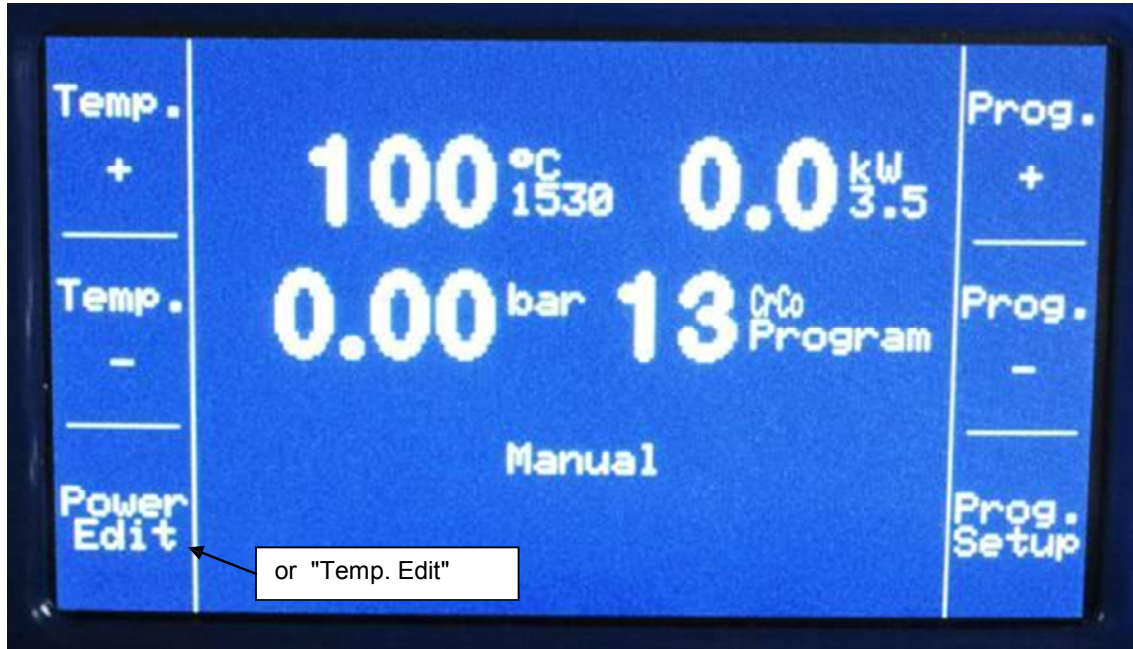 Temp.
+
Temp.
-
Power
Edit
100 °C
1530
0.0 kW
3.5
0.00 bar
13 CrCo
Program
Manual
Prog.
+
Prog.
-
Prog.
Setup
or "Temp. Edit"